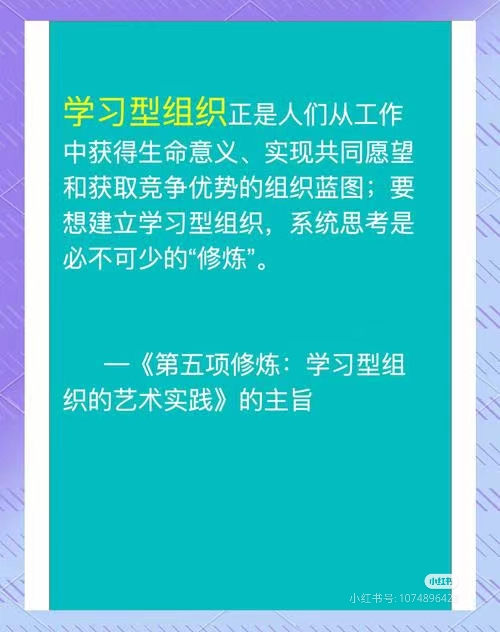 学习型组织正是人们从工作
中获得生命意义、实现共同愿望
和获取竞争优势的组织蓝图；要
想建立学习型组织，系统思考是
必不可少的“修炼”。
—《第五项修炼：学习型组
织的艺术实践》的主旨
小红书
小红书号: 107489642